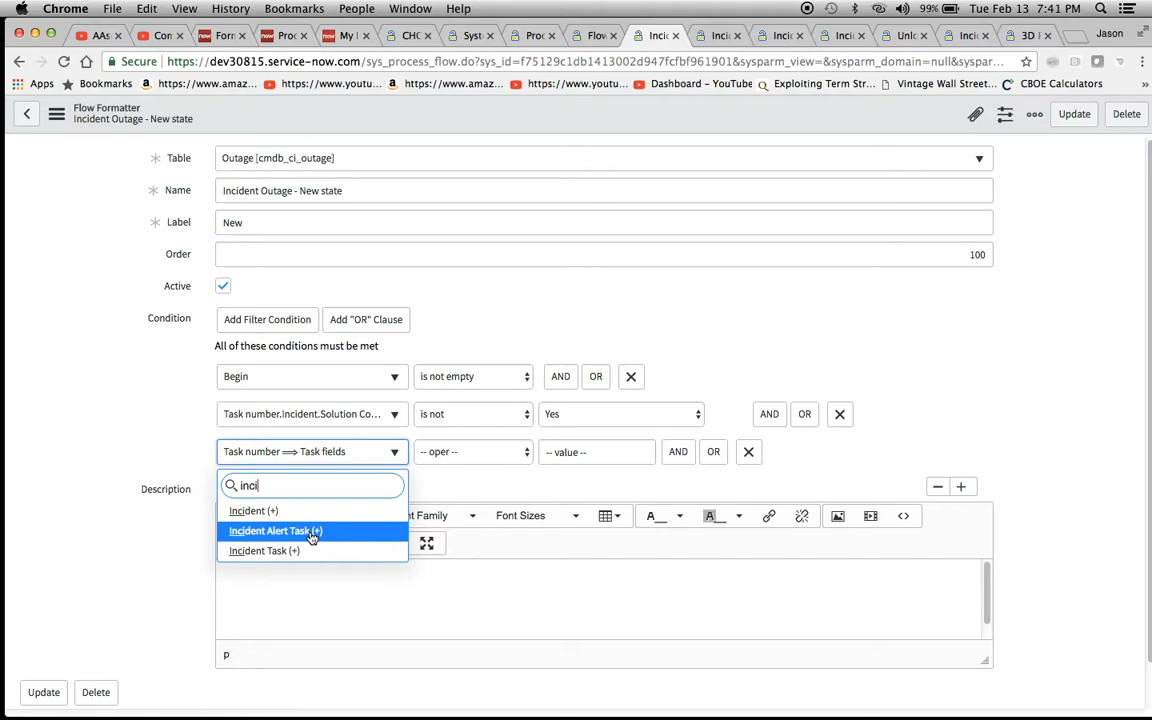 Chrome File Edit View History Bookmarks People Window Help 99% Tue Feb 13 7:41 PM
AAs Con Form Proc My I CHC Syst Proc Flow Incid Inci Incid Incid Unlo Inci 3D I Jason
Secure https://dev30815.service-now.com/sys_process_flow.do?sys_id=f75129c1db1413002d947fcfbf961901&sysparm_view=&sysparm_domain=null&syspar...
Apps Bookmarks https://www.amaz... https://www.youtu... https://www.amaz... https://www.youtu... Dashboard – YouTube Exploiting Term Str... Vintage Wall Street... CBOE Calculators »
Flow Formatter
Incident Outage - New state
Update Delete
Table Outage [cmdb_ci_outage]
Name Incident Outage - New state
Label New
Order 100
Active
Condition Add Filter Condition Add "OR" Clause
All of these conditions must be met
Begin is not empty AND OR
Task number.Incident.Solution Co... is not Yes AND OR
Task number ⟹ Task fields -- oper -- -- value -- AND OR
inci
Description
Incident (+)
Incident Alert Task (+)
Incident Task (+)
nt Family Font Sizes A A
p
Update Delete